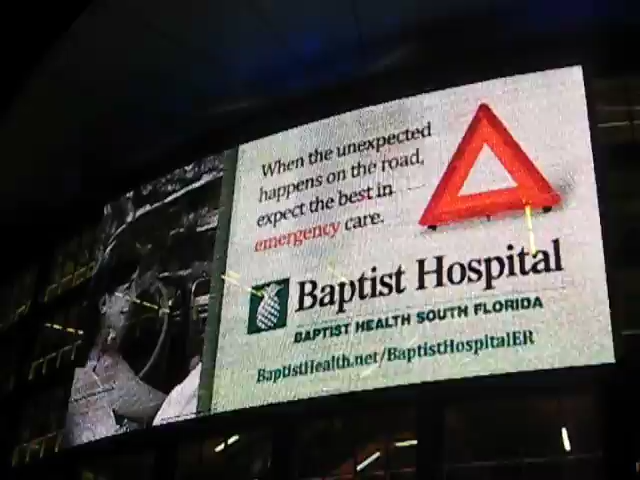 When the unexpected
happens on the road,
expect the best in
emergency care.
Baptist Hospital
BAPTIST HEALTH SOUTH FLORIDA
BaptistHealth.net/BaptistHospitalER